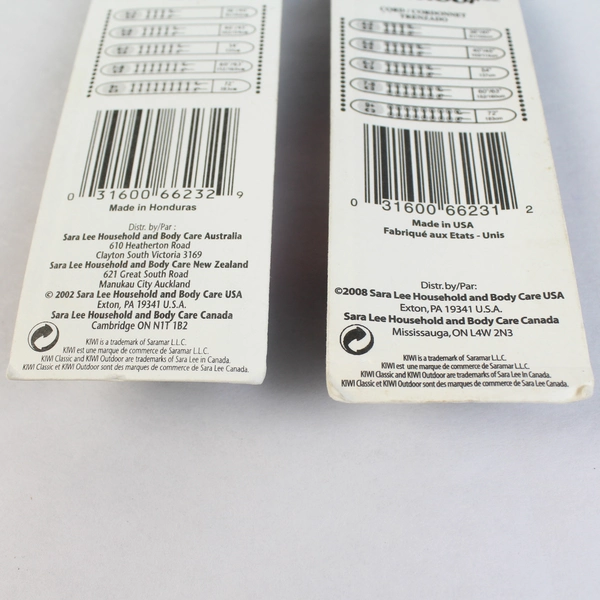 0 31600 66232 9
Made in Honduras
Distr. by/Par :
Sara Lee Household and Body Care Australia
610 Heatherton Road
Clayton South Victoria 3169
Sara Lee Household and Body Care New Zealand
621 Great South Road
Manukau City Auckland
© 2002 Sara Lee Household and Body Care USA
Exton, PA 19341 U.S.A.
Sara Lee Household and Body Care Canada
Cambridge ON N1T 1B2
KIWI is a trademark of Saramar L.L.C.
KIWI est une marque de commerce de Saramar L.L.C.
KIWI Classic and KIWI Outdoor are trademarks of Sara Lee in Canada.
KIWI Classic et KIWI Outdoor sont des marques de commerce de Sara Lee Canada.
CORD / CORDONNET
TRENZADO
54"
72"
0 31600 66231 2
Made in USA
Fabriqué aux Etats - Unis
Distr.by/Par:
©2008 Sara Lee Household and Body Care USA
Exton, PA 19341 U.S.A.
Sara Lee Household and Body Care Canada
Mississauga, ON L4W 2N3
KIWI is a trademark of Saramar L.L.C.
KIWI est une marque de commerce de Saramar L.L.C.
KIWI Classic and KIWI Outdoor are trademarks of Sara Lee in Canada.
KIWI Classic et KIWI Outdoor sont des marques de commerce de Sara Lee Canada.